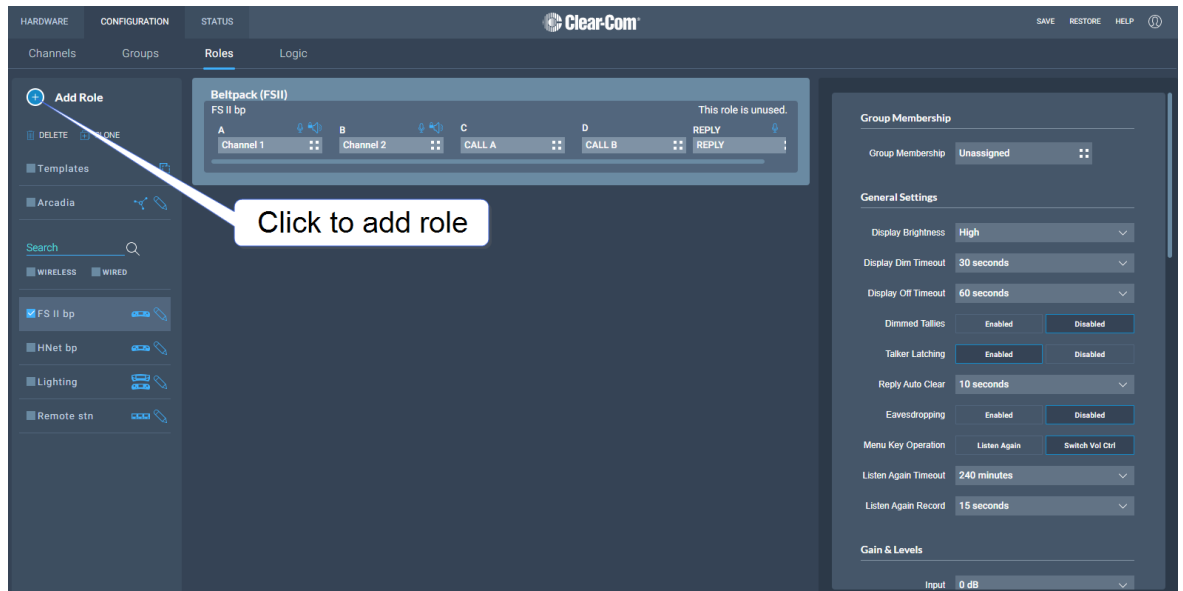 HARDWARE CONFIGURATION STATUS Clear-Com SAVE RESTORE HELP
Channels Groups Roles Logic
Add Role
DELETE
Templates
Arcadia
Search
WIRELESS WIRED
FS II bp
HNet bp
Lighting
Remote stn
Click to add role
Beltpack (FSII)
FS II bp This role is unused.
A B C D REPLY
Channel 1 Channel 2 CALL A CALL B REPLY
Group Membership
Group Membership Unassigned
General Settings
Display Brightness High
Display Dim Timeout 30 seconds
Display Off Timeout 60 seconds
Dimmed Tallies Enabled Disabled
Talker Latching Enabled Disabled
Reply Auto Clear 10 seconds
Eavesdropping Enabled Disabled
Menu Key Operation Listen Again Switch Vol Ctrl
Listen Again Timeout 240 minutes
Listen Again Record 15 seconds
Gain & Levels
Input 0 dB